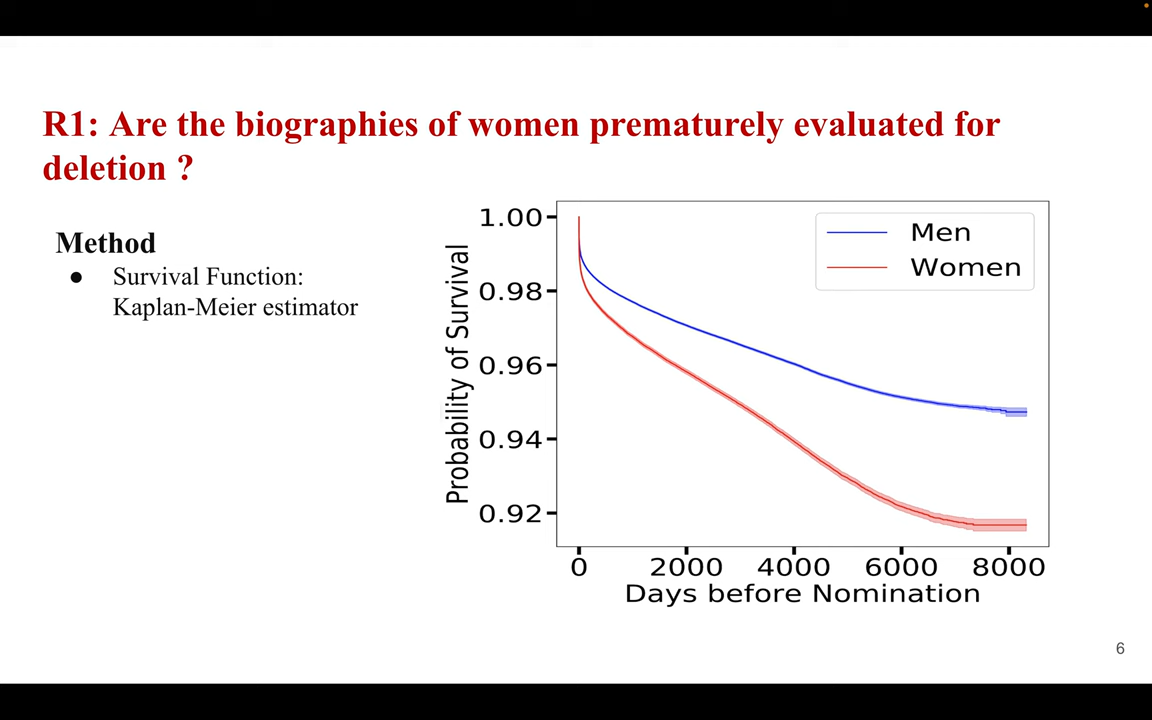 R1: Are the biographies of women prematurely evaluated for
deletion ?
Method
● Survival Function:
Kaplan-Meier estimator
Probability of Survival
1.00
0.98
0.96
0.94
0.92
Men
Women
0 2000 4000 6000 8000
Days before Nomination
6